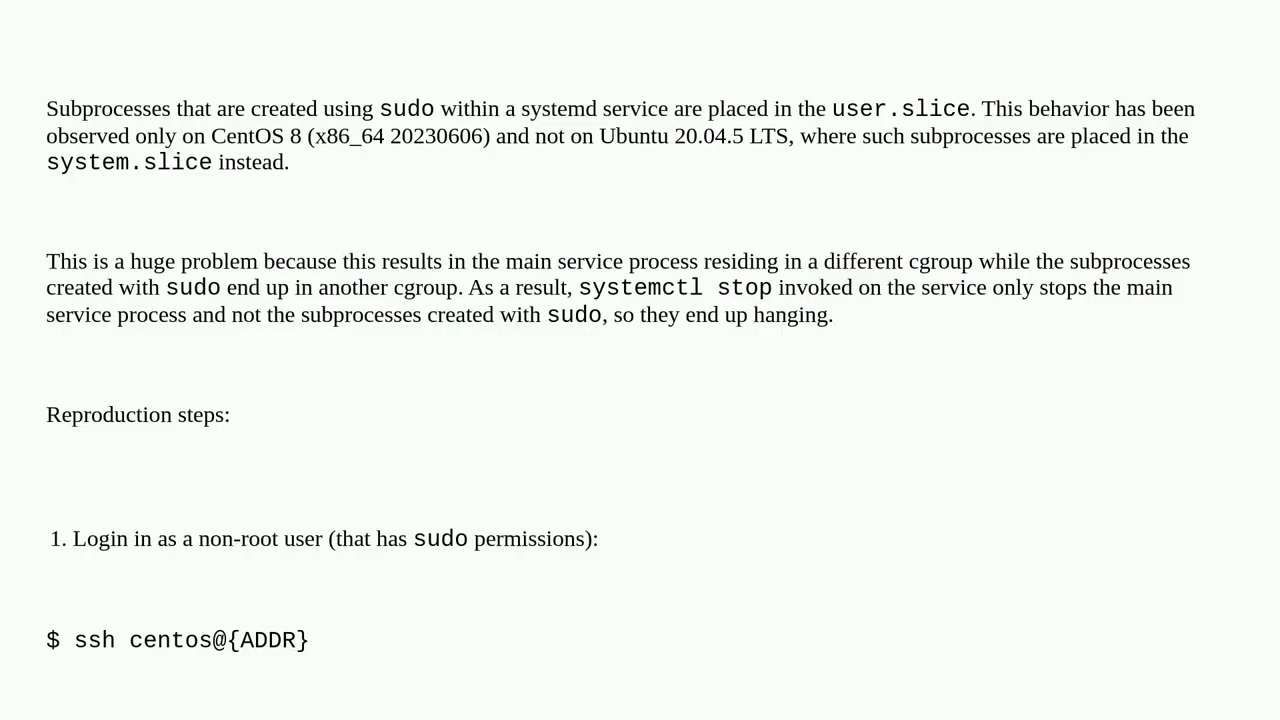 Subprocesses that are created using sudo within a systemd service are placed in the user.slice. This behavior has been
observed only on CentOS 8 (x86_64 20230606) and not on Ubuntu 20.04.5 LTS, where such subprocesses are placed in the
system.slice instead.
This is a huge problem because this results in the main service process residing in a different cgroup while the subprocesses
created with sudo end up in another cgroup. As a result, systemctl stop invoked on the service only stops the main
service process and not the subprocesses created with sudo, so they end up hanging.
Reproduction steps:
1. Login in as a non-root user (that has sudo permissions):
$ ssh centos@{ADDR}